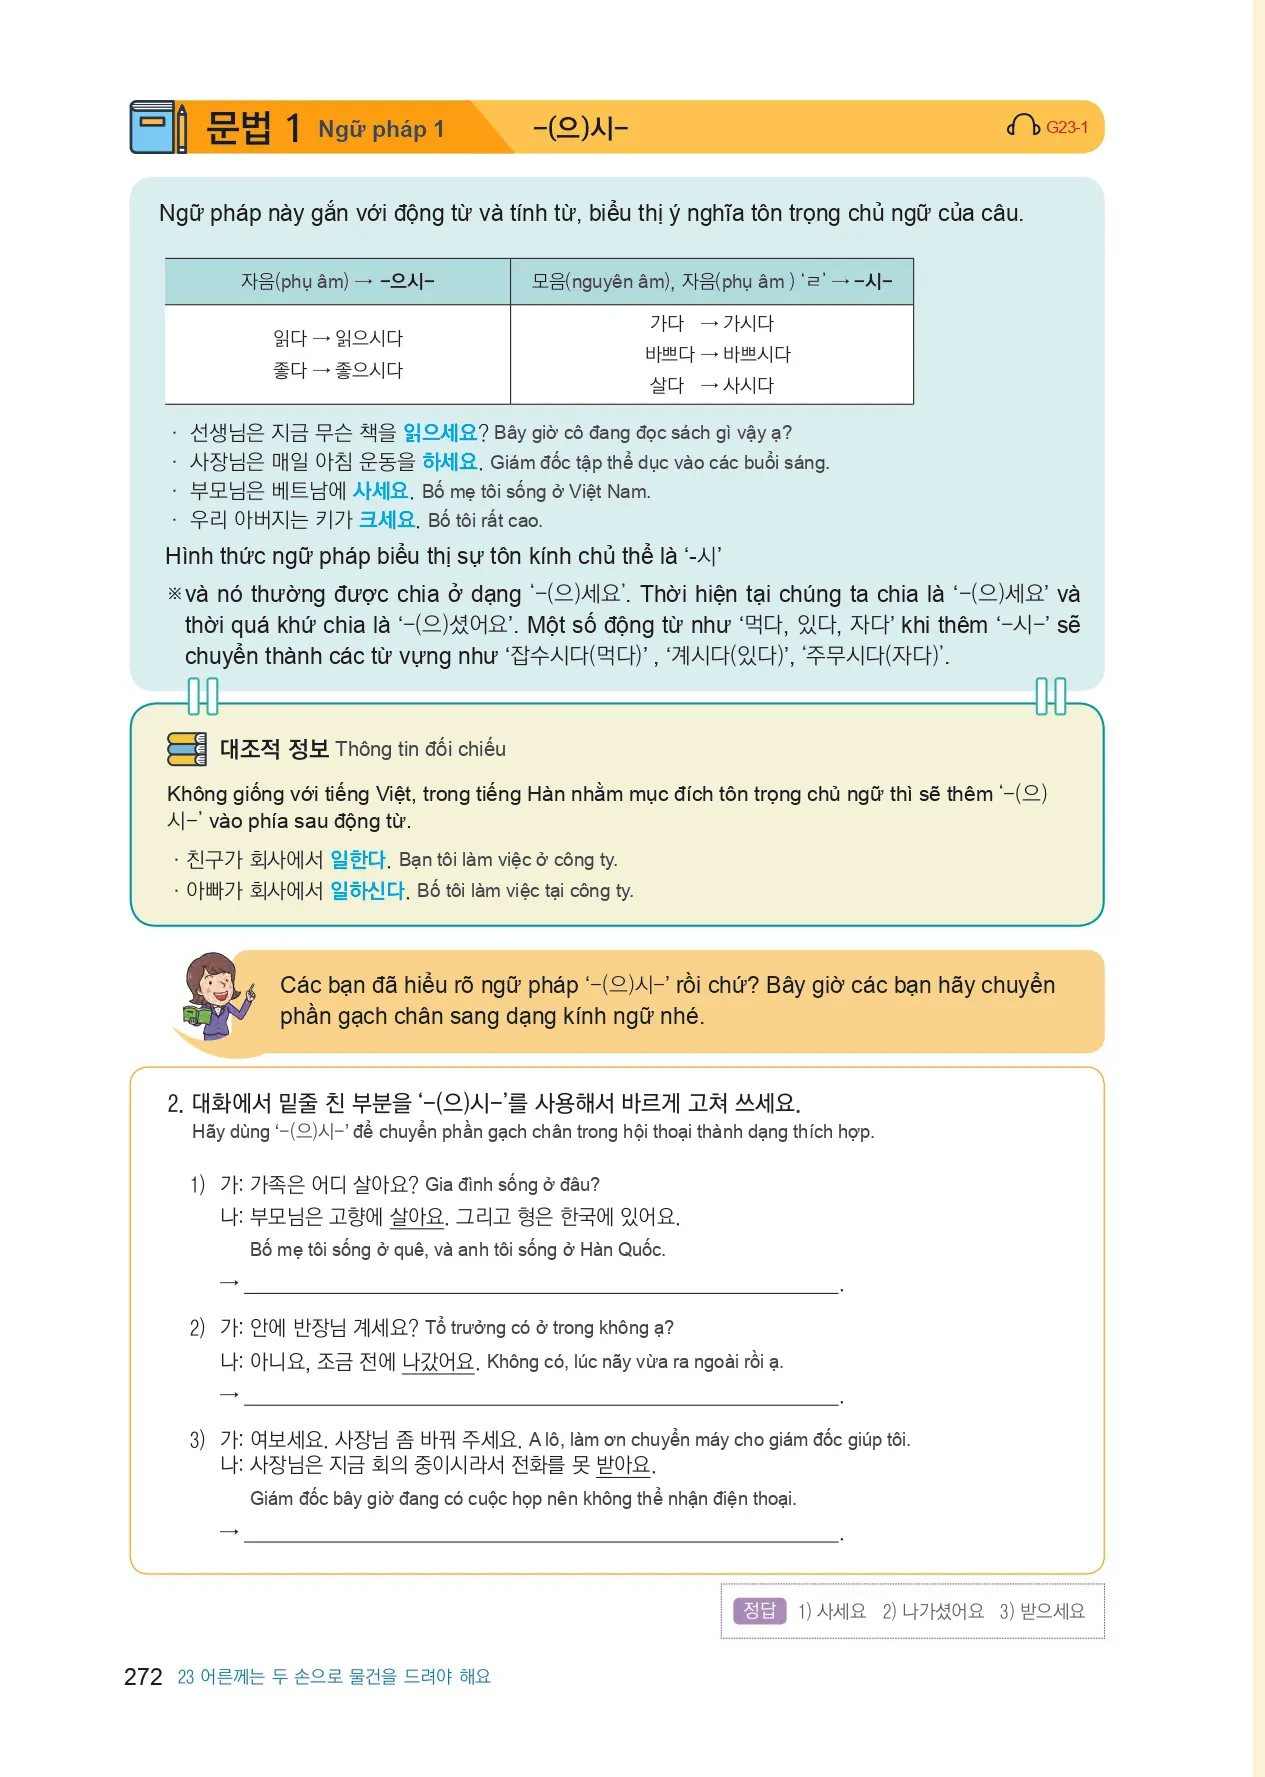 문법 1 Ngữ pháp 1 -(으)시- G23-1
Ngữ pháp này gắn với động từ và tính từ, biểu thị ý nghĩa tôn trọng chủ ngữ của câu.
자음(phụ âm) → -으시- 모음(nguyên âm), 자음(phụ âm ) ‘ㄹ’ → -시-
읽다 → 읽으시다
좋다 → 좋으시다
가다 → 가시다
바쁘다 → 바쁘시다
살다 → 사시다
· 선생님은 지금 무슨 책을 읽으세요? Bây giờ cô đang đọc sách gì vậy ạ?
· 사장님은 매일 아침 운동을 하세요. Giám đốc tập thể dục vào các buổi sáng.
· 부모님은 베트남에 사세요. Bố mẹ tôi sống ở Việt Nam.
· 우리 아버지는 키가 크세요. Bố tôi rất cao.
Hình thức ngữ pháp biểu thị sự tôn kính chủ thể là ‘-시’
※và nó thường được chia ở dạng ‘-(으)세요’. Thời hiện tại chúng ta chia là ‘-(으)세요’ và
thời quá khứ chia là ‘-(으)셨어요’. Một số động từ như ‘먹다, 있다, 자다’ khi thêm ‘-시-’ sẽ
chuyển thành các từ vựng như ‘잡수시다(먹다)’ , ‘계시다(있다)’, ‘주무시다(자다)’.
대조적 정보 Thông tin đối chiếu
Không giống với tiếng Việt, trong tiếng Hàn nhằm mục đích tôn trọng chủ ngữ thì sẽ thêm ‘-(으)
시-’ vào phía sau động từ.
· 친구가 회사에서 일한다. Bạn tôi làm việc ở công ty.
· 아빠가 회사에서 일하신다. Bố tôi làm việc tại công ty.
Các bạn đã hiểu rõ ngữ pháp ‘-(으)시-’ rồi chứ? Bây giờ các bạn hãy chuyển
phần gạch chân sang dạng kính ngữ nhé.
2. 대화에서 밑줄 친 부분을 ‘-(으)시-’를 사용해서 바르게 고쳐 쓰세요.
Hãy dùng ‘-(으)시-’ để chuyển phần gạch chân trong hội thoại thành dạng thích hợp.
1) 가: 가족은 어디 살아요? Gia đình sống ở đâu?
나: 부모님은 고향에 살아요. 그리고 형은 한국에 있어요.
Bố mẹ tôi sống ở quê, và anh tôi sống ở Hàn Quốc.
→ .
2) 가: 안에 반장님 계세요? Tổ trưởng có ở trong không ạ?
나: 아니요, 조금 전에 나갔어요. Không có, lúc nãy vừa ra ngoài rồi ạ.
→ .
3) 가: 여보세요. 사장님 좀 바꿔 주세요. A lô, làm ơn chuyển máy cho giám đốc giúp tôi.
나: 사장님은 지금 회의 중이시라서 전화를 못 받아요.
Giám đốc bây giờ đang có cuộc họp nên không thể nhận điện thoại.
→ .
정답 1) 사세요 2) 나가셨어요 3) 받으세요
272 23 어른께는 두 손으로 물건을 드려야 해요